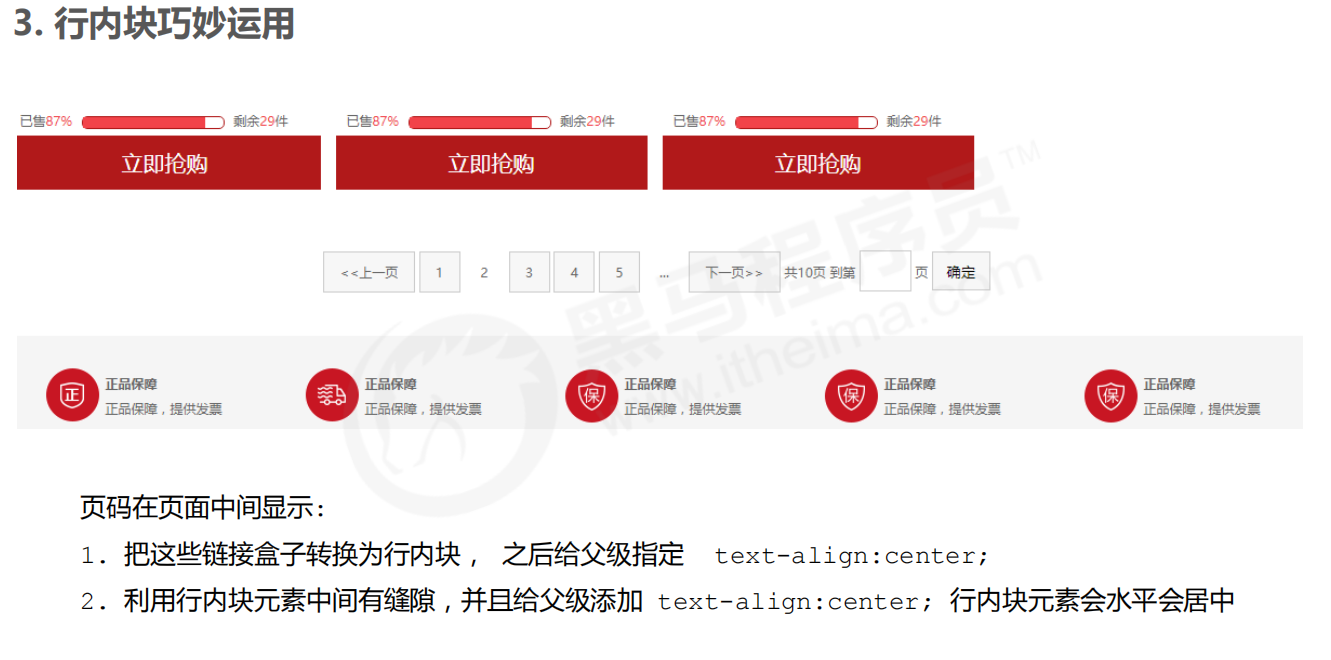 3. 行内块巧妙运用
已售87% 剩余29件 已售87% 剩余29件 已售87% 剩余29件
立即抢购 立即抢购 立即抢购
<<上一页 1 2 3 4 5 ... 下一页>> 共10页 到第 页 确定
正 正品保障 正品保障 保 正品保障 保 正品保障 保 正品保障
正品保障，提供发票 正品保障，提供发票 正品保障，提供发票 正品保障，提供发票 正品保障，提供发票
黑马程序员™
www.itheima.com
页码在页面中间显示：
1. 把这些链接盒子转换为行内块， 之后给父级指定 text-align:center;
2. 利用行内块元素中间有缝隙，并且给父级添加 text-align:center; 行内块元素会水平会居中